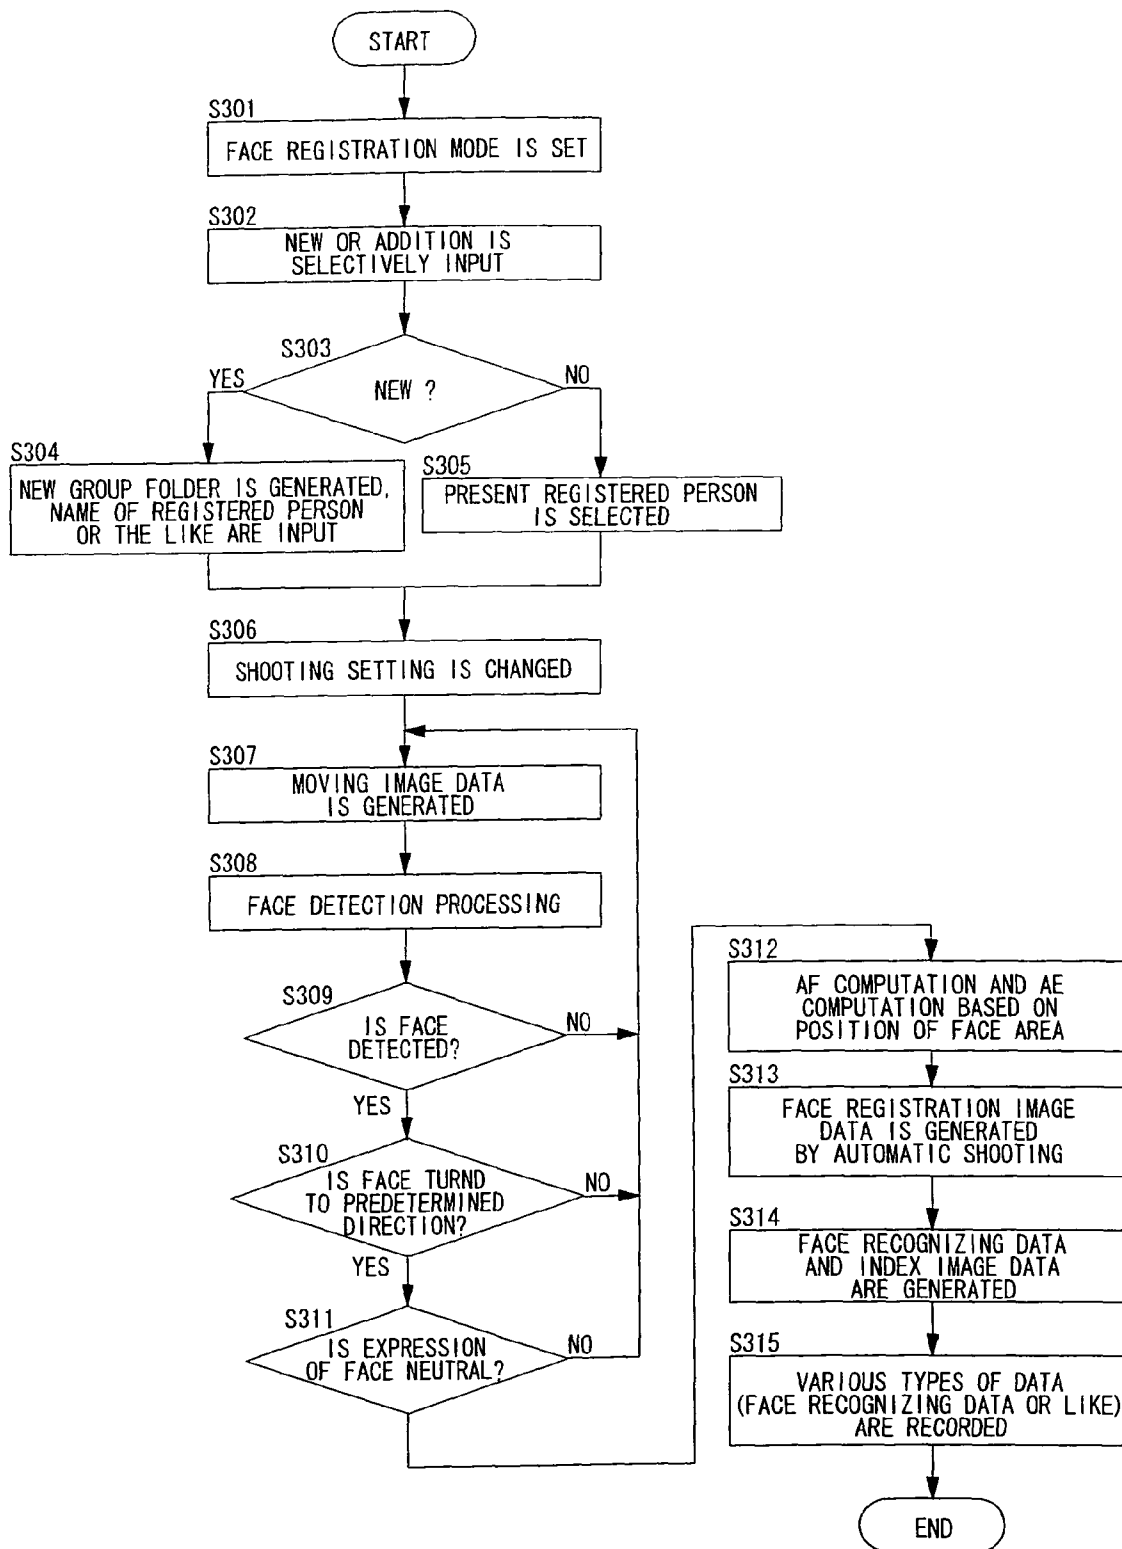 START
S301
FACE REGISTRATION MODE IS SET
S302
NEW OR ADDITION IS
SELECTIVELY INPUT
S303
YES
NEW ?
NO
S304
NEW GROUP FOLDER IS GENERATED,
NAME OF REGISTERED PERSON
OR THE LIKE ARE INPUT
S305
PRESENT REGISTERED PERSON
IS SELECTED
S306
SHOOTING SETTING IS CHANGED
S307
MOVING IMAGE DATA
IS GENERATED
S308
FACE DETECTION PROCESSING
S309
IS FACE
DETECTED?
NO
YES
S310
IS FACE TURND
TO PREDETERMINED
DIRECTION?
NO
YES
S311
IS EXPRESSION
OF FACE NEUTRAL?
NO
S312
AF COMPUTATION AND AE
COMPUTATION BASED ON
POSITION OF FACE AREA
S313
FACE REGISTRATION IMAGE
DATA IS GENERATED
BY AUTOMATIC SHOOTING
S314
FACE RECOGNIZING DATA
AND INDEX IMAGE DATA
ARE GENERATED
S315
VARIOUS TYPES OF DATA
(FACE RECOGNIZING DATA OR LIKE)
ARE RECORDED
END